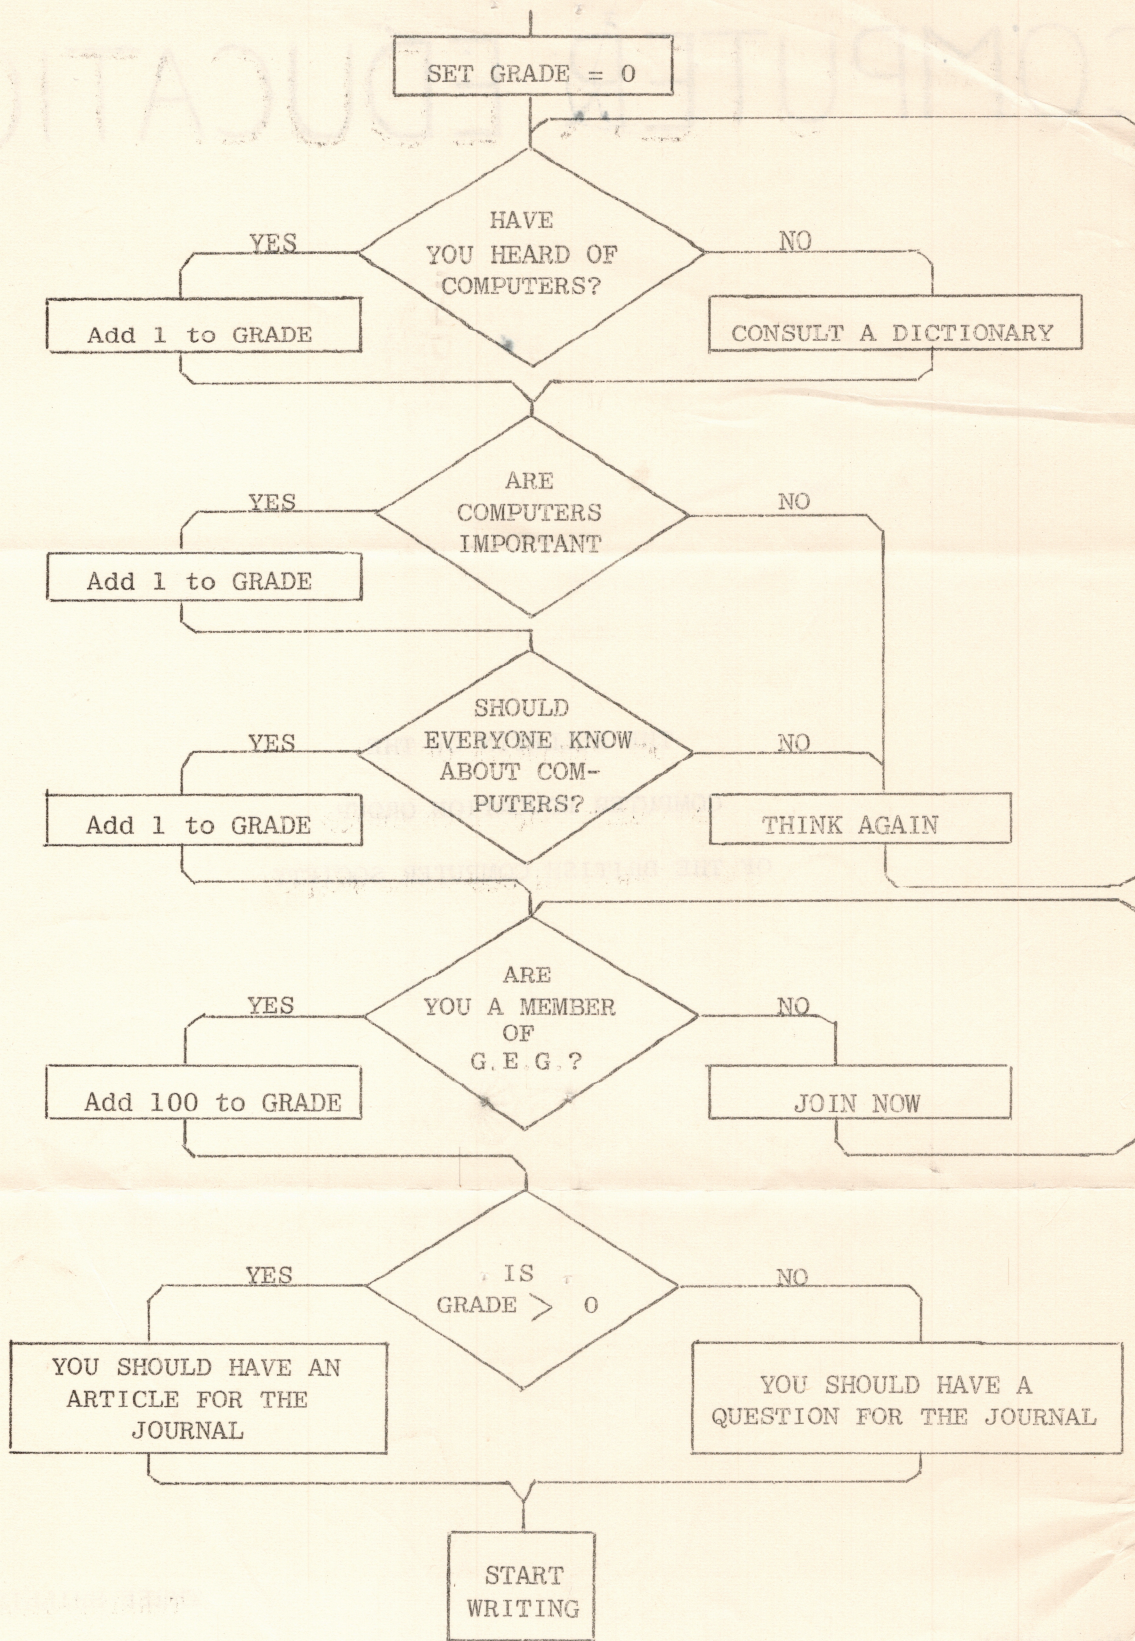 SET GRADE = 0
HAVE
YOU HEARD OF
COMPUTERS?
YES
NO
Add 1 to GRADE
CONSULT A DICTIONARY
ARE
COMPUTERS
IMPORTANT
YES
NO
Add 1 to GRADE
SHOULD
EVERYONE KNOW
ABOUT COM-
PUTERS?
YES
NO
Add 1 to GRADE
THINK AGAIN
ARE
YOU A MEMBER
OF
G.E.G.?
YES
NO
Add 100 to GRADE
JOIN NOW
IS
GRADE > 0
YES
NO
YOU SHOULD HAVE AN
ARTICLE FOR THE
JOURNAL
YOU SHOULD HAVE A
QUESTION FOR THE JOURNAL
START
WRITING